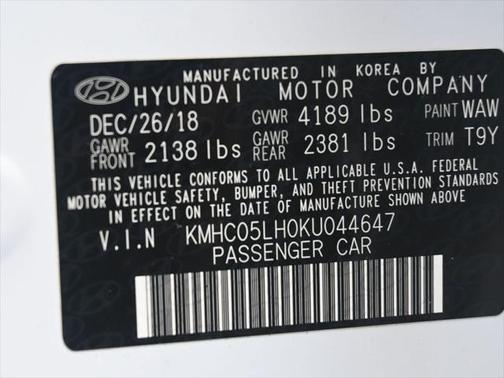 MANUFACTURED IN KOREA BY
HYUNDAI MOTOR COMPANY
DEC/26/18 GVWR 4189 lbs PAINT WAW
GAWR FRONT 2138 lbs GAWR REAR 2381 lbs TRIM T9Y
THIS VEHICLE CONFORMS TO ALL APPLICABLE U.S.A. FEDERAL
MOTOR VEHICLE SAFETY, BUMPER, AND THEFT PREVENTION STANDARDS
IN EFFECT ON THE DATE OF MANUFACTURE SHOWN ABOVE.
V.I.N KMHC05LH0KU044647
PASSENGER CAR